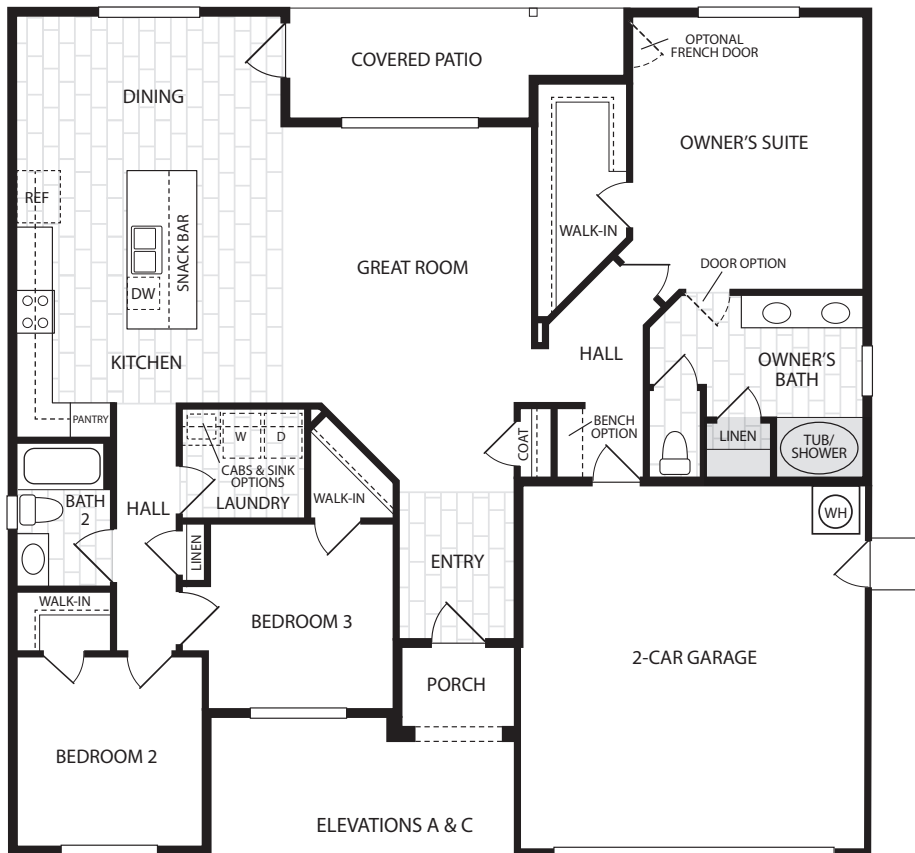 COVERED PATIO
OPTIONAL
FRENCH DOOR
DINING
OWNER'S SUITE
REF
SNACK BAR
WALK-IN
GREAT ROOM
DOOR OPTION
DW
KITCHEN
HALL
OWNER'S
BATH
PANTRY
W
D
CABS & SINK
OPTIONS
LAUNDRY
WALK-IN
COAT
BENCH
OPTION
LINEN
TUB/
SHOWER
BATH
2
HALL
WH
LINEN
ENTRY
WALK-IN
BEDROOM 3
2-CAR GARAGE
PORCH
BEDROOM 2
ELEVATIONS A & C